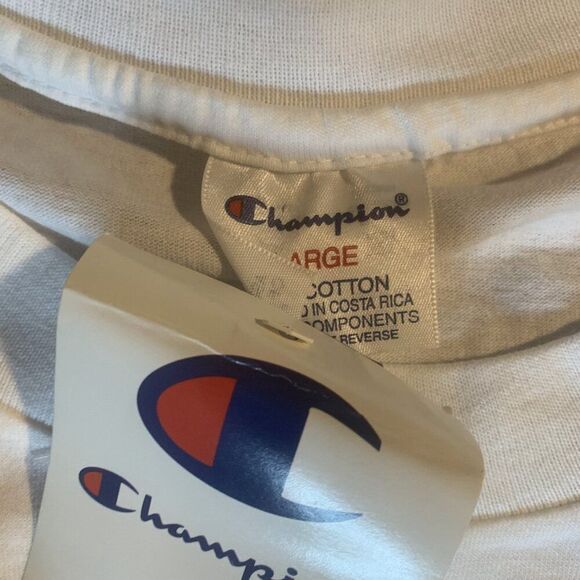 Champion®
ARGE
COTTON
IN COSTA RICA
COMPONENTS
REVERSE
Champion